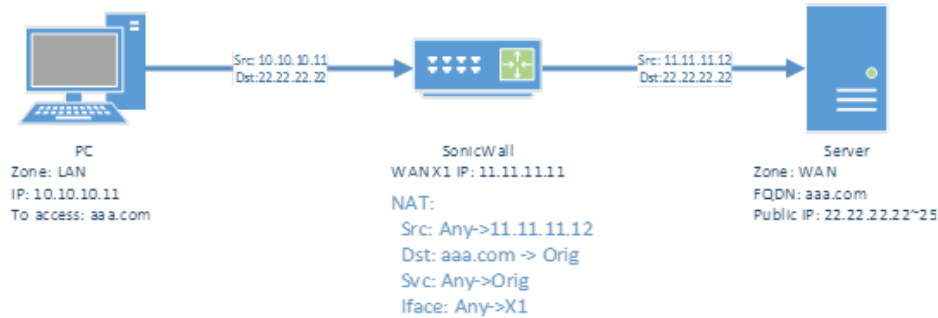 Src: 10.10.10.11
Dst:22.22.22.22
Src: 11.11.11.12
Dst:22.22.22.22
PC
Zone: LAN
IP: 10.10.10.11
To access: aaa.com
SonicWall
WAN X1 IP: 11.11.11.11
NAT:
Src: Any->11.11.11.12
Dst: aaa.com -> Orig
Svc: Any->Orig
Iface: Any->X1
Server
Zone: WAN
FQDN: aaa.com
Public IP: 22.22.22.22~25